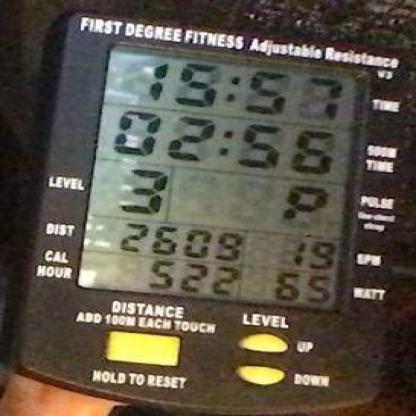 FIRST DEGREE FITNESS Adjustable Resistance
V3
15:57 TIME
02:56 500M TIME
LEVEL 3 P PULSE
DIST 2609 19 SPM
CAL HOUR 522 65 WATT
DISTANCE
ADD 100M EACH TOUCH
HOLD TO RESET
LEVEL
UP
DOWN